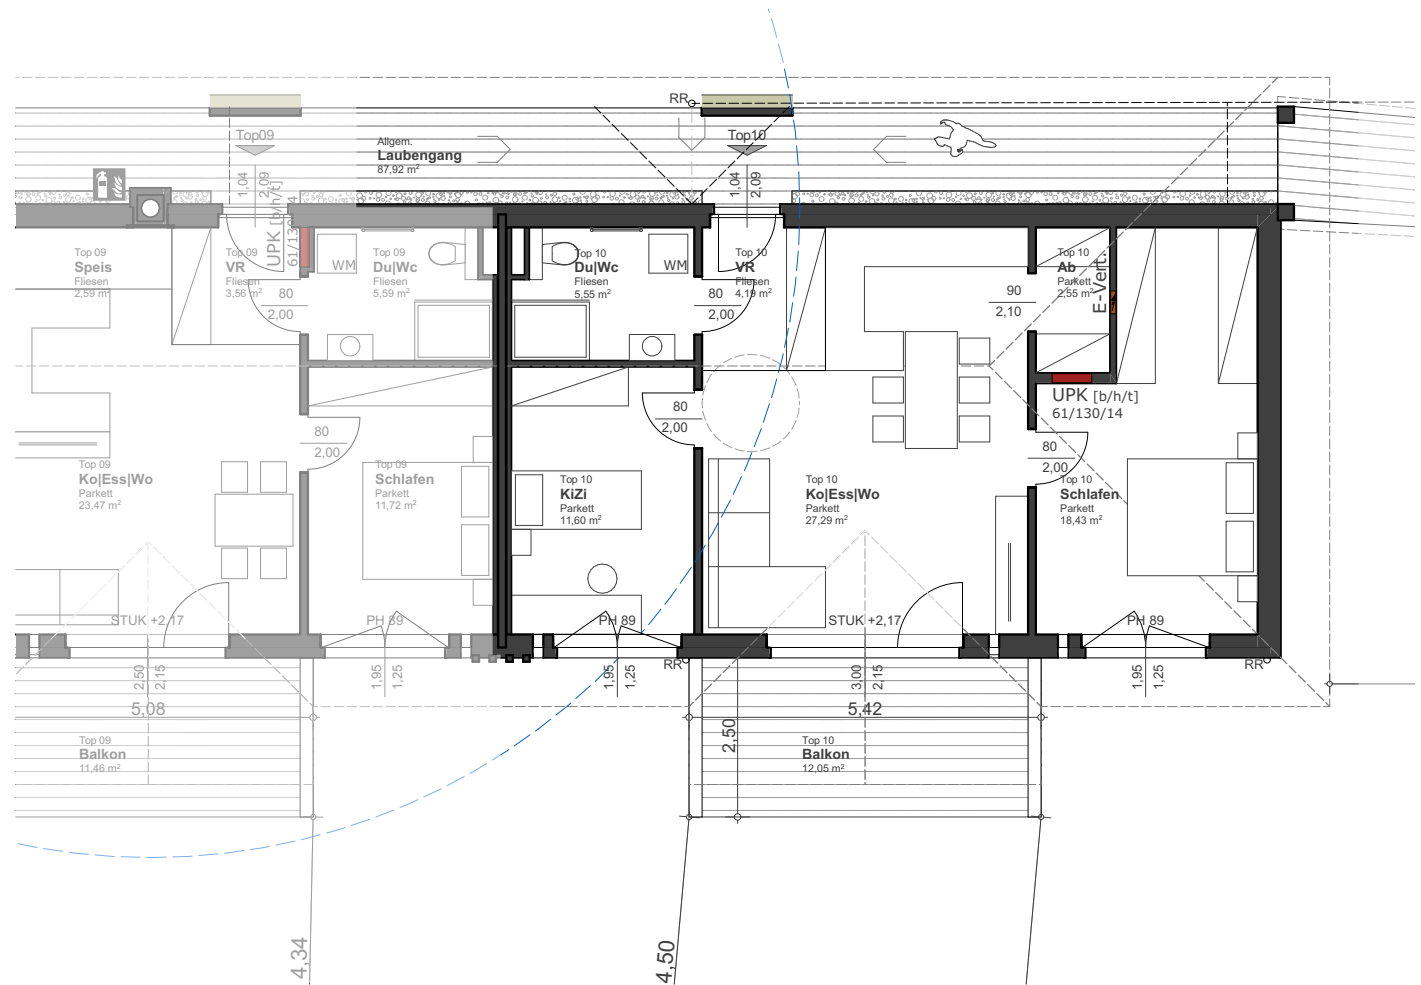 RR
Top09
Top10
Allgem.
Laubengang
87,92 m²
1,04
2,09
1,04
2,09
UPK [b/h/t]
Top 09
Speis
Fliesen
2,59 m²
Top 09
VR
Fliesen
3,56 m²
WM
Top 09
Du|Wc
Fliesen
5,59 m²
Top 10
Du|Wc
Fliesen
5,55 m²
WM
Top 10
VR
Fliesen
4,19 m²
Top 10
Ab
Parkett
2,55 m²
E-Vert.
80
2,00
80
2,00
90
2,10
UPK [b/h/t]
61/130/14
80
2,00
80
2,00
80
2,00
Top 09
Ko|Ess|Wo
Parkett
23,47 m²
Top 09
Schlafen
Parkett
11,72 m²
Top 10
KiZi
Parkett
11,60 m²
Top 10
Ko|Ess|Wo
Parkett
27,29 m²
Top 10
Schlafen
Parkett
18,43 m²
STUK +2,17
PH 89
PH 89
STUK +2,17
PH 89
RR
RR
2,50
2,15
1,95
1,25
1,95
1,25
3,00
2,15
1,95
1,25
5,08
5,42
2,50
Top 09
Balkon
11,46 m²
Top 10
Balkon
12,05 m²
4,34
4,50